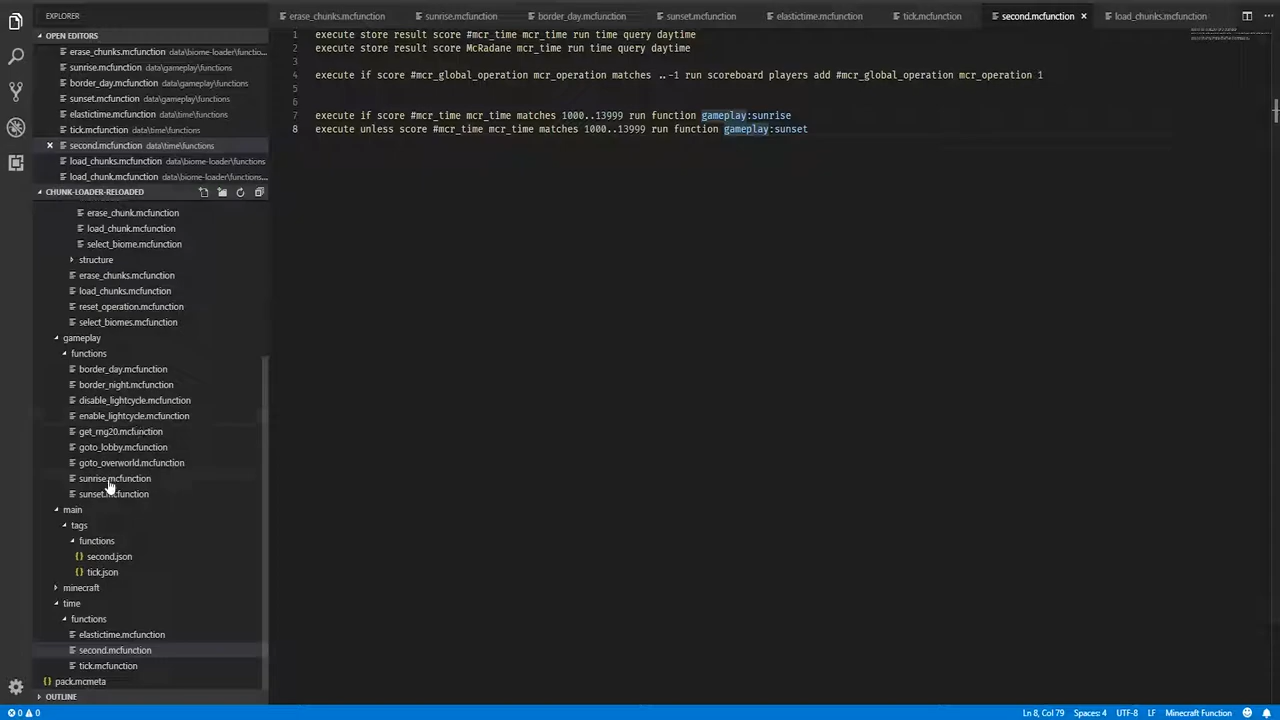 EXPLORER
OPEN EDITORS
erase_chunks.mcfunction data\biome-loader\functio...
sunrise.mcfunction data\gameplay\functions
border_day.mcfunction data\gameplay\functions
sunset.mcfunction data\gameplay\functions
elastictime.mcfunction data\time\functions
tick.mcfunction data\time\functions
second.mcfunction data\time\functions
load_chunks.mcfunction data\biome-loader\functions
load_chunk.mcfunction data\biome-loader\functions...
CHUNK-LOADER-RELOADED
erase_chunk.mcfunction
load_chunk.mcfunction
select_biome.mcfunction
structure
erase_chunks.mcfunction
load_chunks.mcfunction
reset_operation.mcfunction
select_biomes.mcfunction
gameplay
functions
border_day.mcfunction
border_night.mcfunction
disable_lightcycle.mcfunction
enable_lightcycle.mcfunction
get_rng20.mcfunction
goto_lobby.mcfunction
goto_overworld.mcfunction
sunrise.mcfunction
sunset.mcfunction
main
tags
functions
{} second.json
{} tick.json
minecraft
time
functions
elastictime.mcfunction
second.mcfunction
tick.mcfunction
{} pack.mcmeta
OUTLINE
erase_chunks.mcfunction sunrise.mcfunction border_day.mcfunction sunset.mcfunction elastictime.mcfunction tick.mcfunction second.mcfunction × load_chunks.mcfunction
1 execute store result score #mcr_time mcr_time run time query daytime
2 execute store result score McRadane mcr_time run time query daytime
3
4 execute if score #mcr_global_operation mcr_operation matches ..-1 run scoreboard players add #mcr_global_operation mcr_operation 1
5
6
7 execute if score #mcr_time mcr_time matches 1000..13999 run function gameplay:sunrise
8 execute unless score #mcr_time mcr_time matches 1000..13999 run function gameplay:sunset
0 0 Ln 8, Col 79 Spaces: 4 UTF-8 LF Minecraft Function